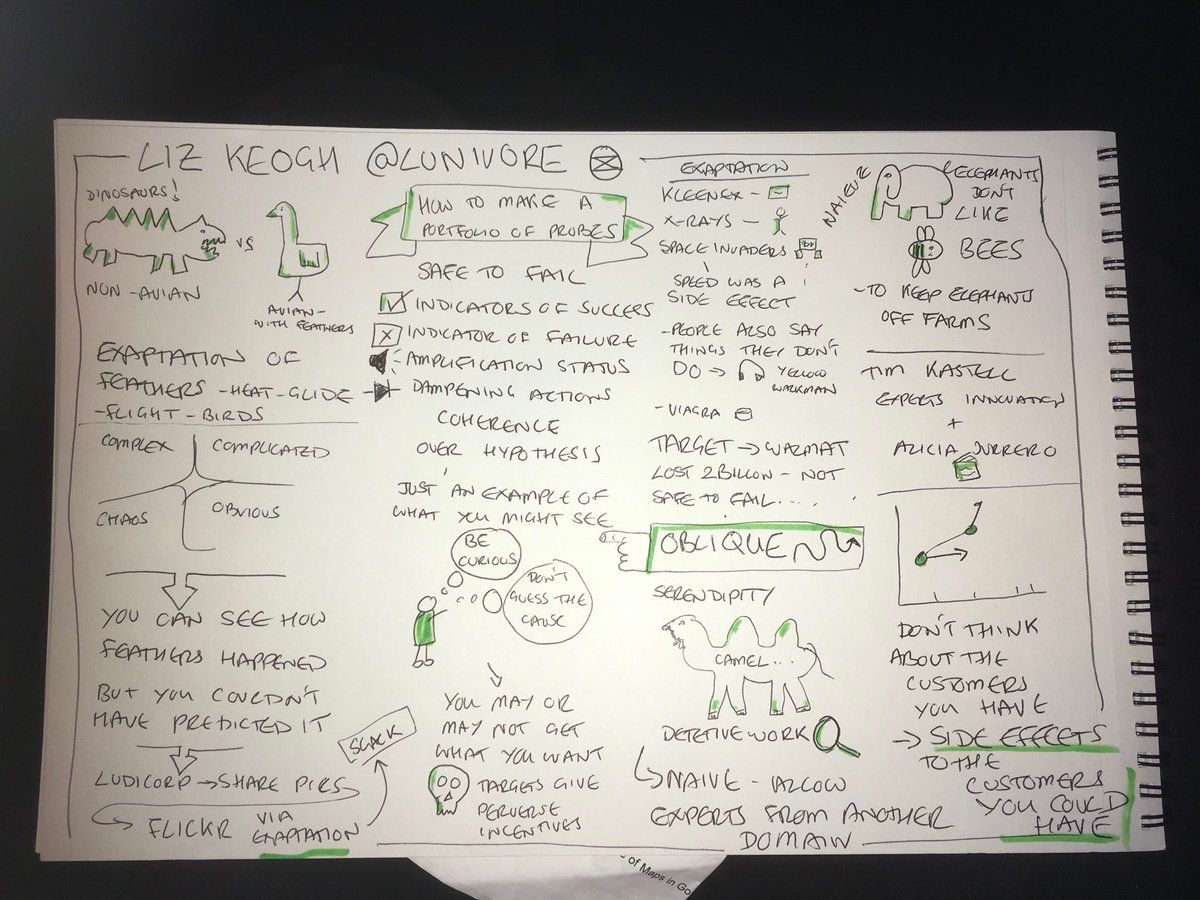 LIZ KEOGH @LUNIVORE
DINOSAURS!
VS
NON-AVIAN
AVIAN-
WITH FEATHERS
EXAPTATION OF
FEATHERS - HEAT - GLIDE
- FLIGHT - BIRDS
COMPLEX
COMPLICATED
CHAOS
OBVIOUS
YOU CAN SEE HOW
FEATHERS HAPPENED
BUT YOU COULDN'T
HAVE PREDICTED IT
LUDICORP → SHARE PICS
FLICKR VIA
EXAPTATION
SLACK
HOW TO MAKE A
PORTFOLIO OF PROBES
SAFE TO FAIL
INDICATORS OF SUCCESS
INDICATOR OF FAILURE
AMPLIFICATION STATUS
DAMPENING ACTIONS
COHERENCE
OVER HYPOTHESIS
JUST AN EXAMPLE OF
WHAT YOU MIGHT SEE
BE
CURIOUS
DON'T
GUESS THE
CAUSE
YOU MAY OR
MAY NOT GET
WHAT YOU WANT
TARGETS GIVE
PERVERSE
INCENTIVES
EXAPTATION
KLEENEX -
X-RAYS -
SPACE INVADERS
SPEED WAS A
SIDE EFFECT
- PEOPLE ALSO SAY
THINGS THEY DON'T
DO → YELLOW
WALKMAN
- VIAGRA
TARGET → WALMAT
LOST 2BILLON - NOT
SAFE TO FAIL....
OBLIQUE
SERENDIPITY
CAMEL...
DETETIVE WORK
NAIVE - ALLOW
EXPERTS FROM ANOTHER
DOMAIN
NATURE
ELEPHANTS
DON'T
LIKE
BEES
- TO KEEP ELEPHANTS
OFF FARMS
TIM KASTELL
EXPERTS INNOVATION
+
ALICIA JURRERO
DON'T THINK
ABOUT THE
CUSTOMERS
YOU HAVE
→ SIDE EFFECTS
TO THE
CUSTOMERS
YOU COULD
HAVE
of Maps in Go